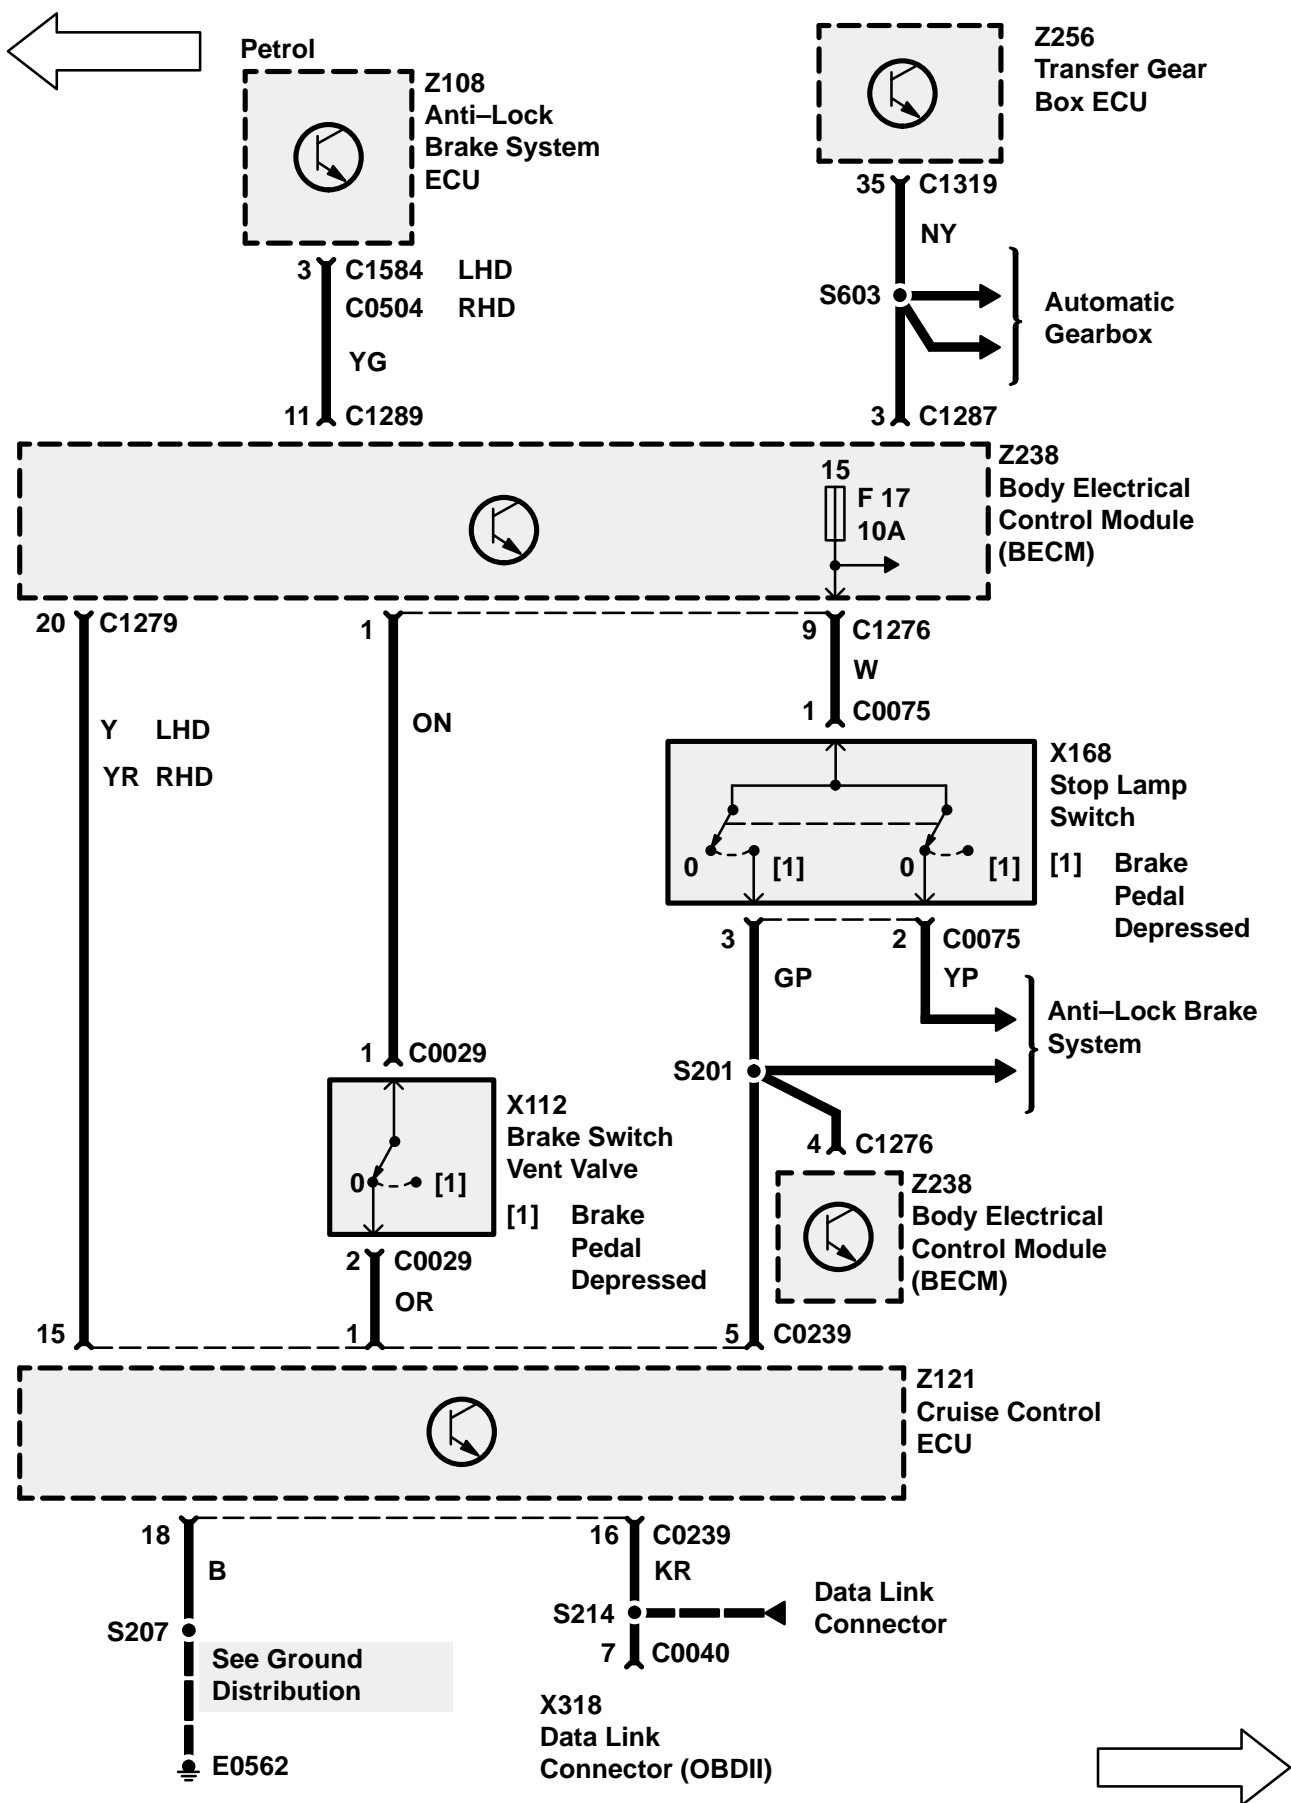 Petrol
Z108
Anti–Lock
Brake System
ECU
Z256
Transfer Gear
Box ECU
35 C1319
NY
3 C1584 LHD
C0504 RHD
S603
Automatic
Gearbox
YG
11 C1289
3 C1287
Z238
Body Electrical
Control Module
(BECM)
15
F 17
10A
20 C1279
1
9 C1276
W
1 C0075
Y LHD
YR RHD
ON
X168
Stop Lamp
Switch
[1] Brake
Pedal
Depressed
0 [1]
0 [1]
3
2 C0075
GP
YP
Anti–Lock Brake
System
S201
1 C0029
X112
Brake Switch
Vent Valve
[1] Brake
Pedal
Depressed
0 [1]
4 C1276
Z238
Body Electrical
Control Module
(BECM)
2 C0029
OR
15
1
5 C0239
Z121
Cruise Control
ECU
18
16 C0239
B
KR
S207
S214
Data Link
Connector
See Ground
Distribution
7 C0040
E0562
X318
Data Link
Connector (OBDII)